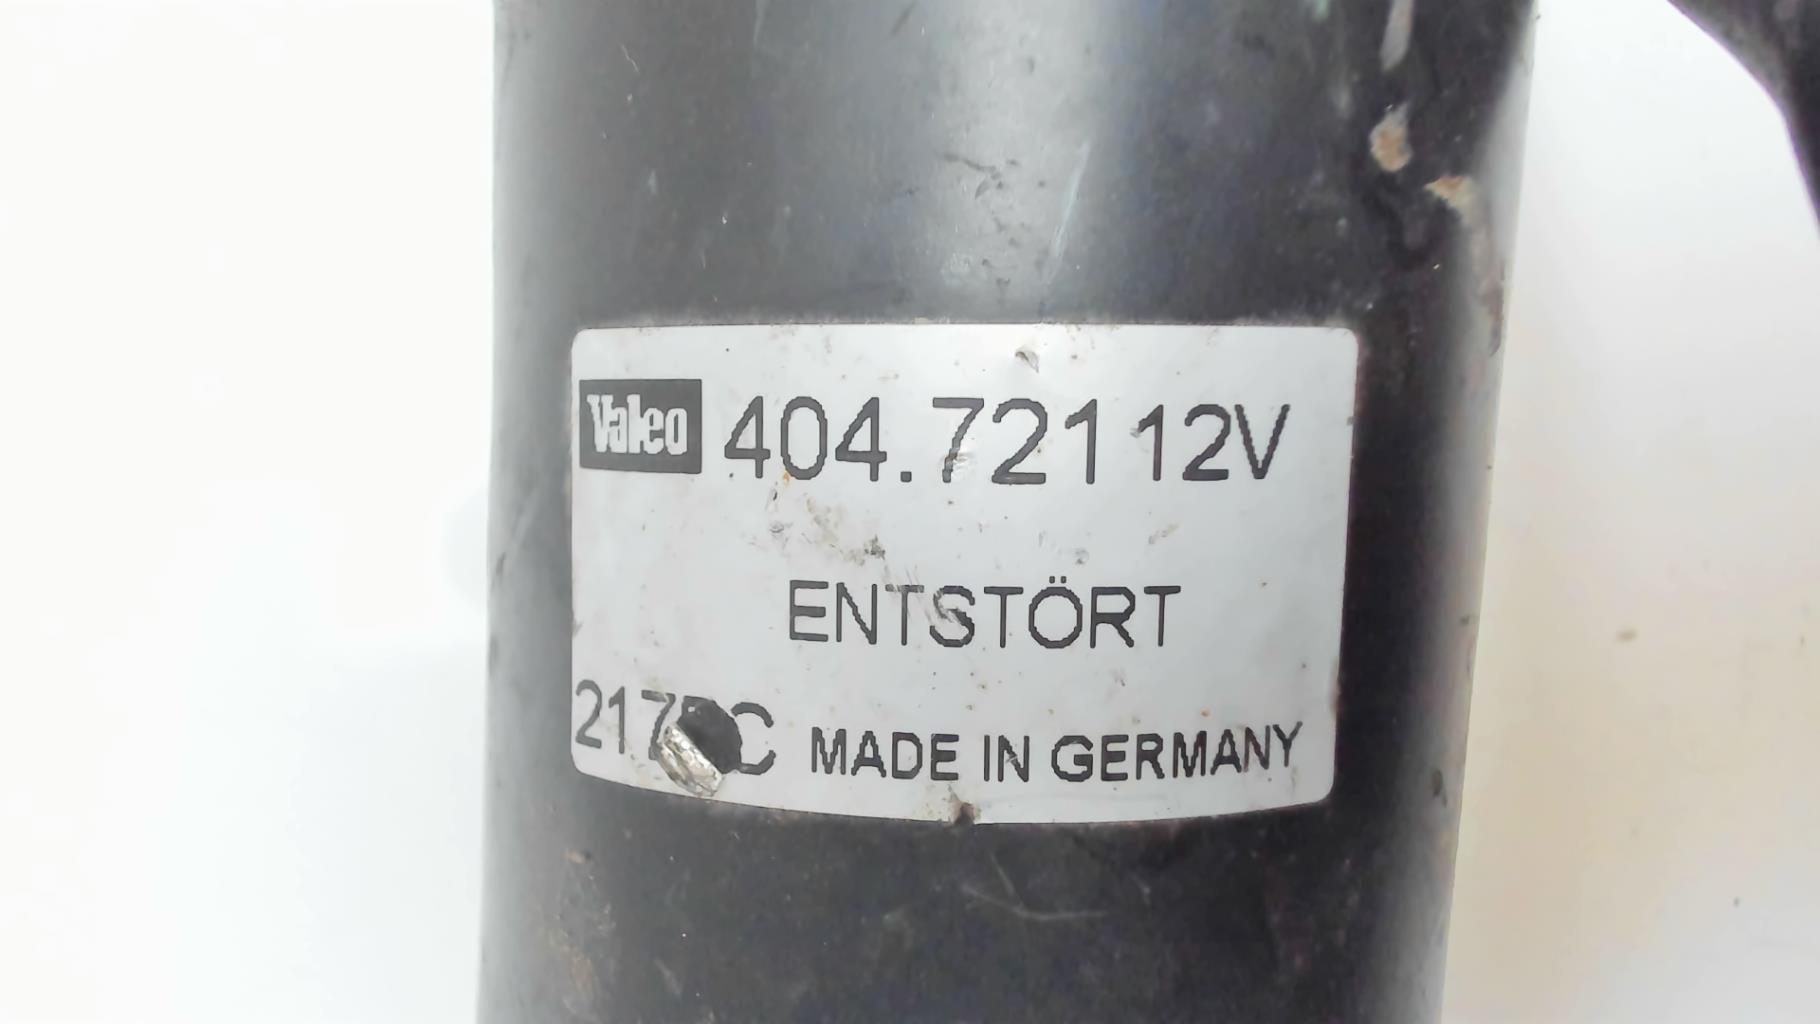 Valeo 404.721 12V
ENTSTÖRT
MADE IN GERMANY